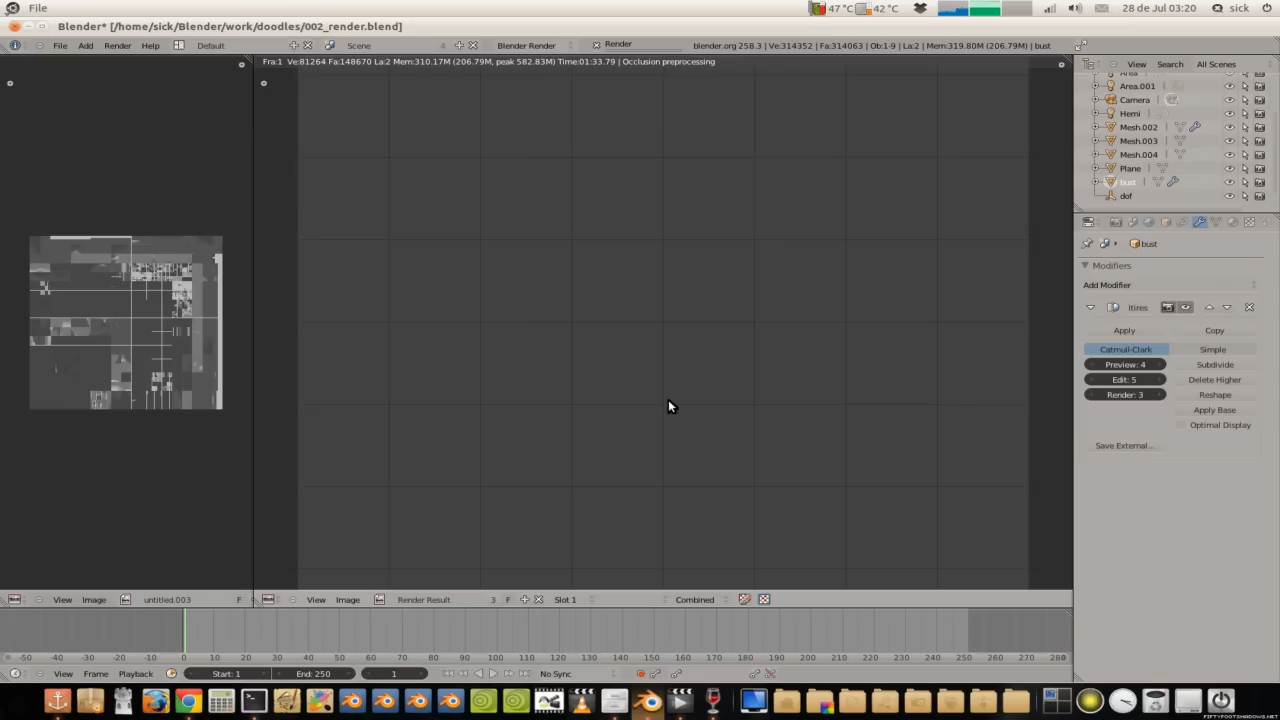 File
47 °C 42 °C 28 de Jul 03:20 sick
Blender* [/home/sick/Blender/work/doodles/002_render.blend]
File Add Render Help Default Scene Blender Render Render blender.org 258.3 | Ve:314352 | Fa:314063 | Ob:1-9 | La:2 | Mem:319.80M (206.79M) | bust
Fra:1 Ve:81264 Fa:148670 La:2 Mem:310.17M (206.79M, peak 582.83M) Time:01:33.79 | Occlusion preprocessing
View Search All Scenes
Area
Area.001
Camera
Hemi
Mesh.002
Mesh.003
Mesh.004
Plane
bust
dof
bust
Modifiers
Add Modifier
ltires
Apply Copy
Catmull-Clark Simple
Preview: 4 Subdivide
Edit: 5 Delete Higher
Render: 3 Reshape
Apply Base
Optimal Display
Save External...
View Image untitled.003 F
View Image Render Result 3 F Slot 1 Combined
-50 -40 -30 -20 -10 0 10 20 30 40 50 60 70 80 90 100 110 120 130 140 150 160 170 180 190 200 210 220 230 240 250 260 270 280
View Frame Playback Start: 1 End: 250 1 No Sync
FIFTYFOOTSHADOWS.NET